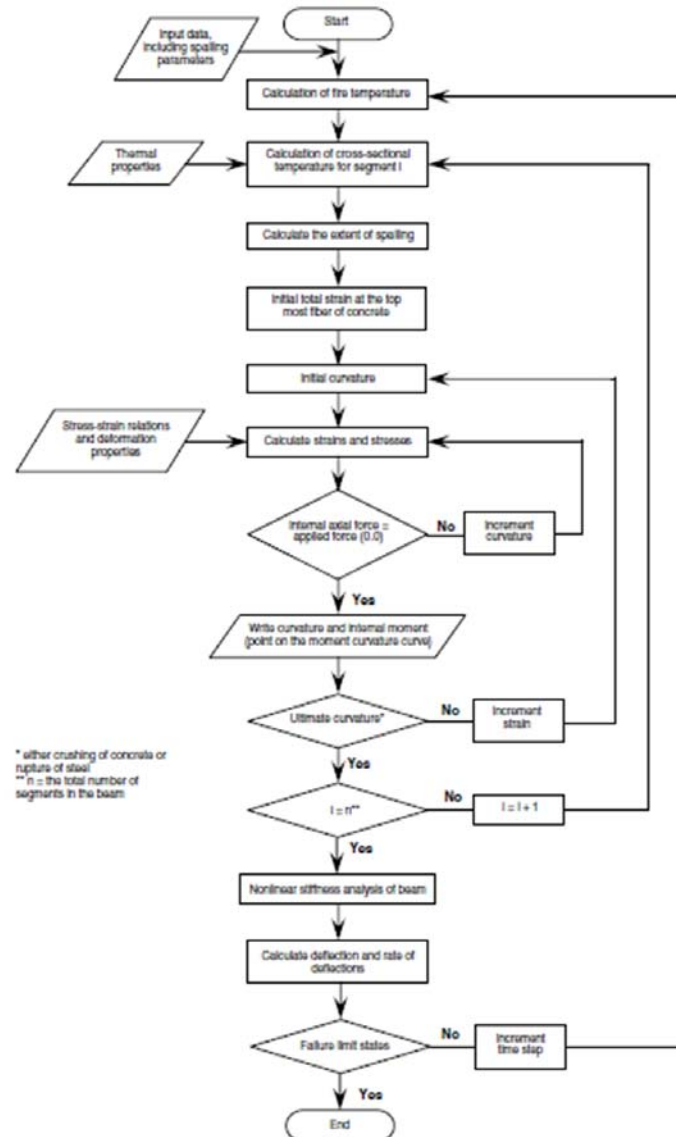 Start
Input data,
including spalling
parameters
Calculation of fire temperature
Thermal
properties
Calculation of cross-sectional
temperature for segment i
Calculate the extent of spalling
Initial total strain at the top
most fiber of concrete
Initial curvature
Stress-strain relations
and deformation
properties
Calculate strains and stresses
Internal axial force =
applied force (0.0)
No
Increment
curvature
Yes
Write curvature and internal moment
(point on the moment curvature curve)
Ultimate curvature*
No
Increment
strain
Yes
* either crushing of concrete or
rupture of steel
** n = the total number of
segments in the beam
i = n**
No
i = i + 1
Yes
Nonlinear stiffness analysis of beam
Calculate deflection and rate of
deflections
Failure limit states
No
Increment
time step
Yes
End